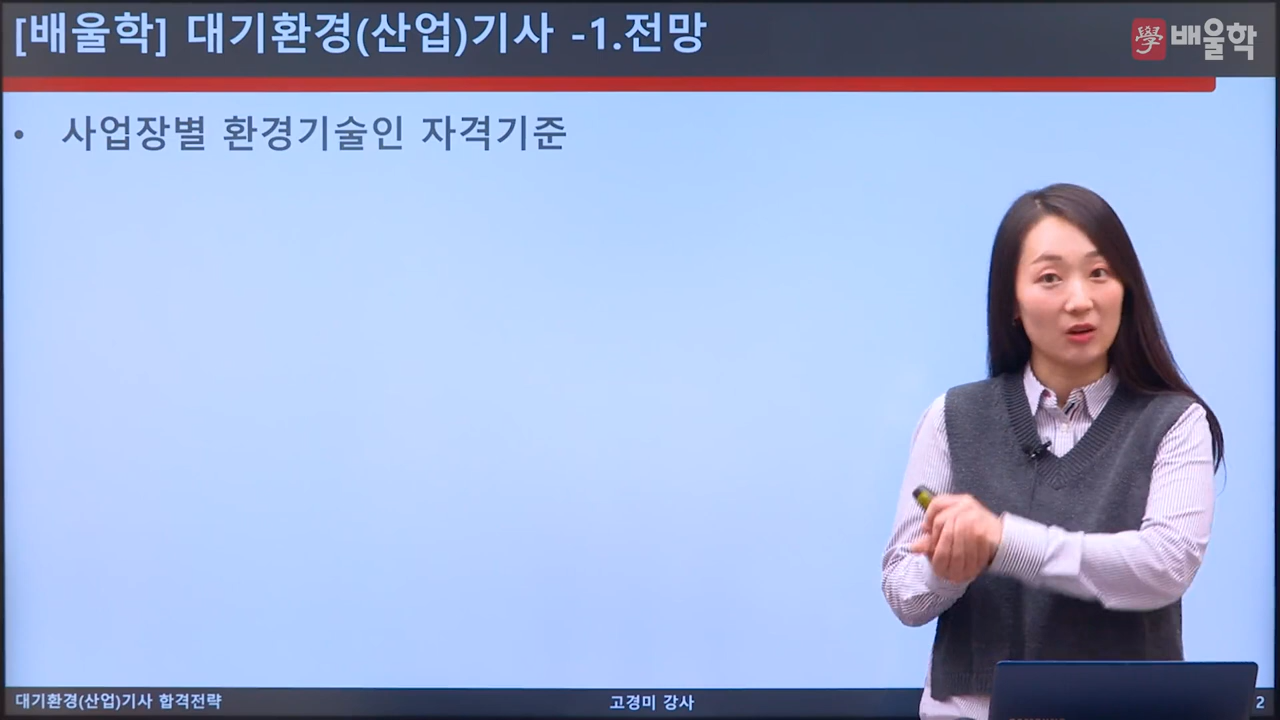 [배울학] 대기환경(산업)기사 -1.전망
學 배울학
• 사업장별 환경기술인 자격기준
대기환경(산업)기사 합격전략
고경미 강사
2